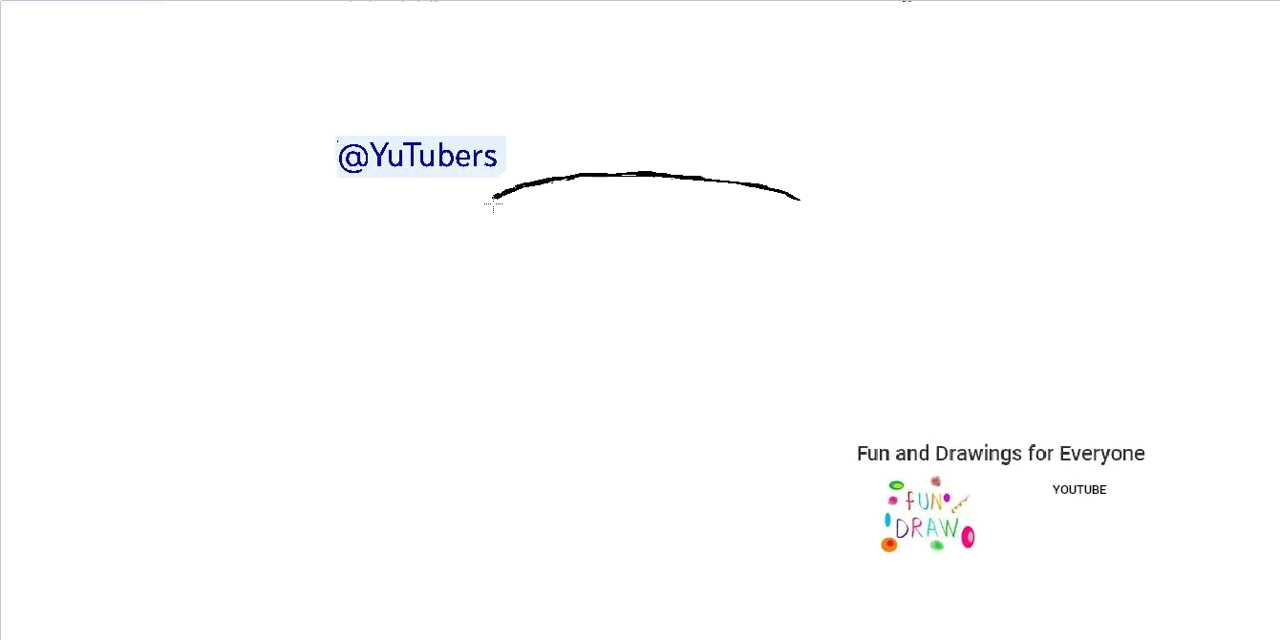 @YuTubers
Fun and Drawings for Everyone
YOUTUBE
fUN
DRAW